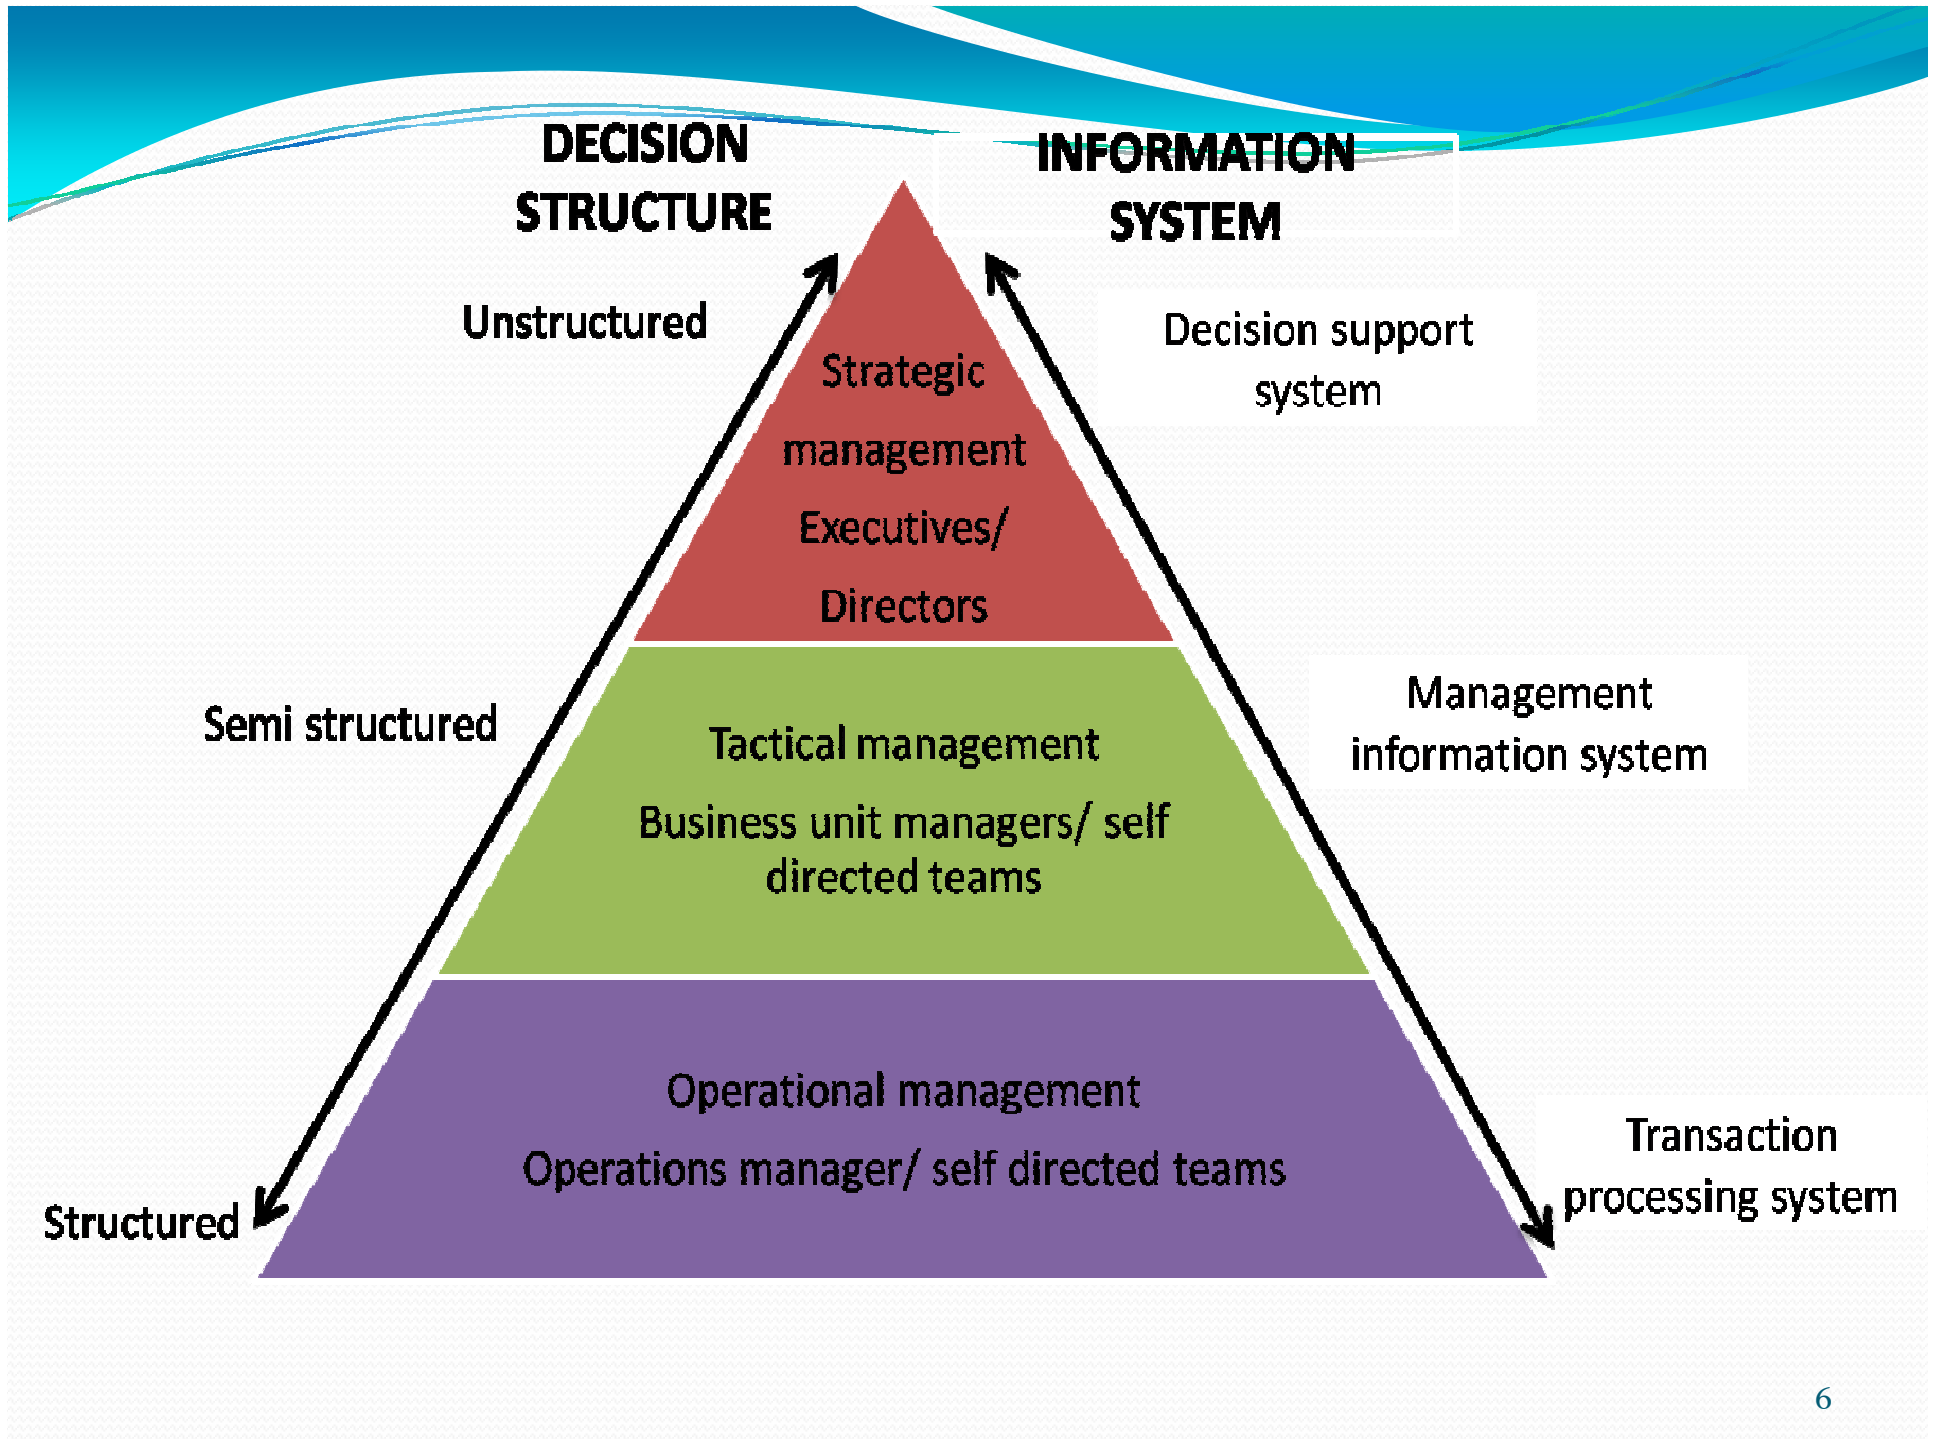 DECISION
STRUCTURE
INFORMATION
SYSTEM
Unstructured
Decision support
system
Strategic
management
Executives/
Directors
Semi structured
Management
information system
Tactical management
Business unit managers/ self
directed teams
Operational management
Operations manager/ self directed teams
Structured
Transaction
processing system
6